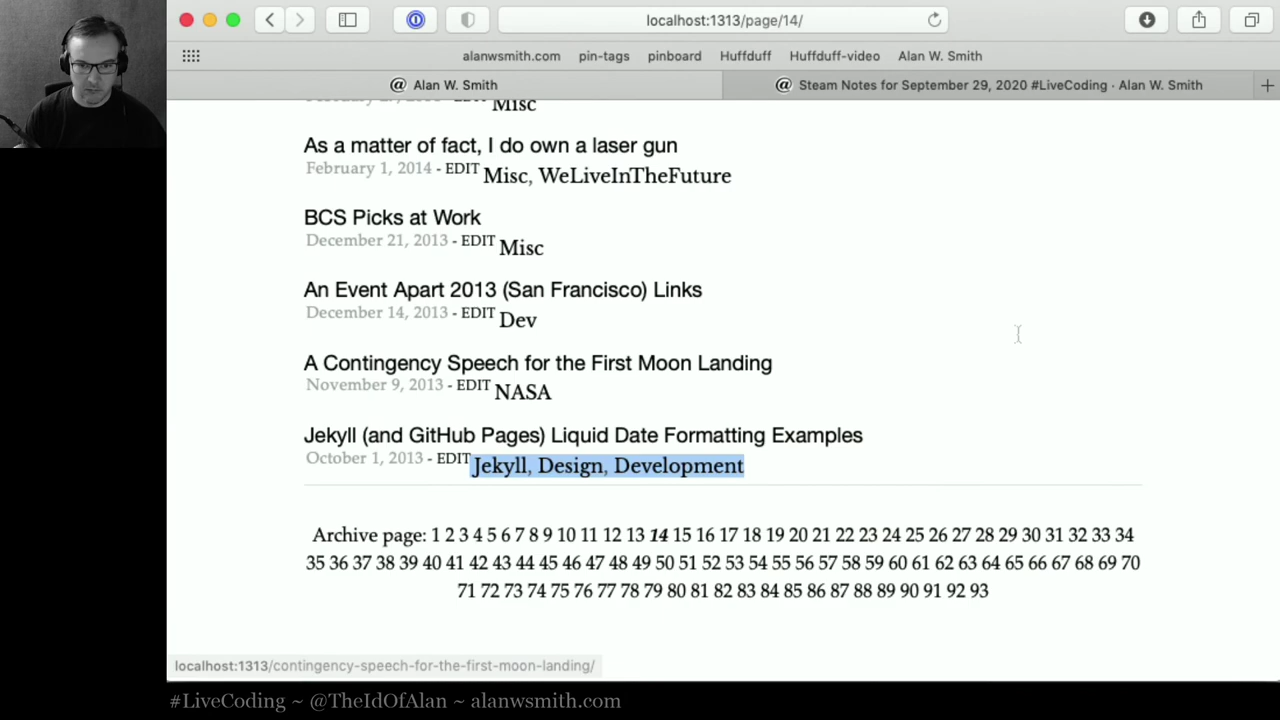 localhost:1313/page/14/
alanwsmith.com pin-tags pinboard Huffduff Huffduff-video Alan W. Smith
@ Alan W. Smith
@ Steam Notes for September 29, 2020 #LiveCoding · Alan W. Smith
Misc
As a matter of fact, I do own a laser gun
February 1, 2014 - EDIT Misc, WeLiveInTheFuture
BCS Picks at Work
December 21, 2013 - EDIT Misc
An Event Apart 2013 (San Francisco) Links
December 14, 2013 - EDIT Dev
A Contingency Speech for the First Moon Landing
November 9, 2013 - EDIT NASA
Jekyll (and GitHub Pages) Liquid Date Formatting Examples
October 1, 2013 - EDIT Jekyll, Design, Development
Archive page: 1 2 3 4 5 6 7 8 9 10 11 12 13 14 15 16 17 18 19 20 21 22 23 24 25 26 27 28 29 30 31 32 33 34
35 36 37 38 39 40 41 42 43 44 45 46 47 48 49 50 51 52 53 54 55 56 57 58 59 60 61 62 63 64 65 66 67 68 69 70
71 72 73 74 75 76 77 78 79 80 81 82 83 84 85 86 87 88 89 90 91 92 93
localhost:1313/contingency-speech-for-the-first-moon-landing/
#LiveCoding ~ @TheIdOfAlan ~ alanwsmith.com